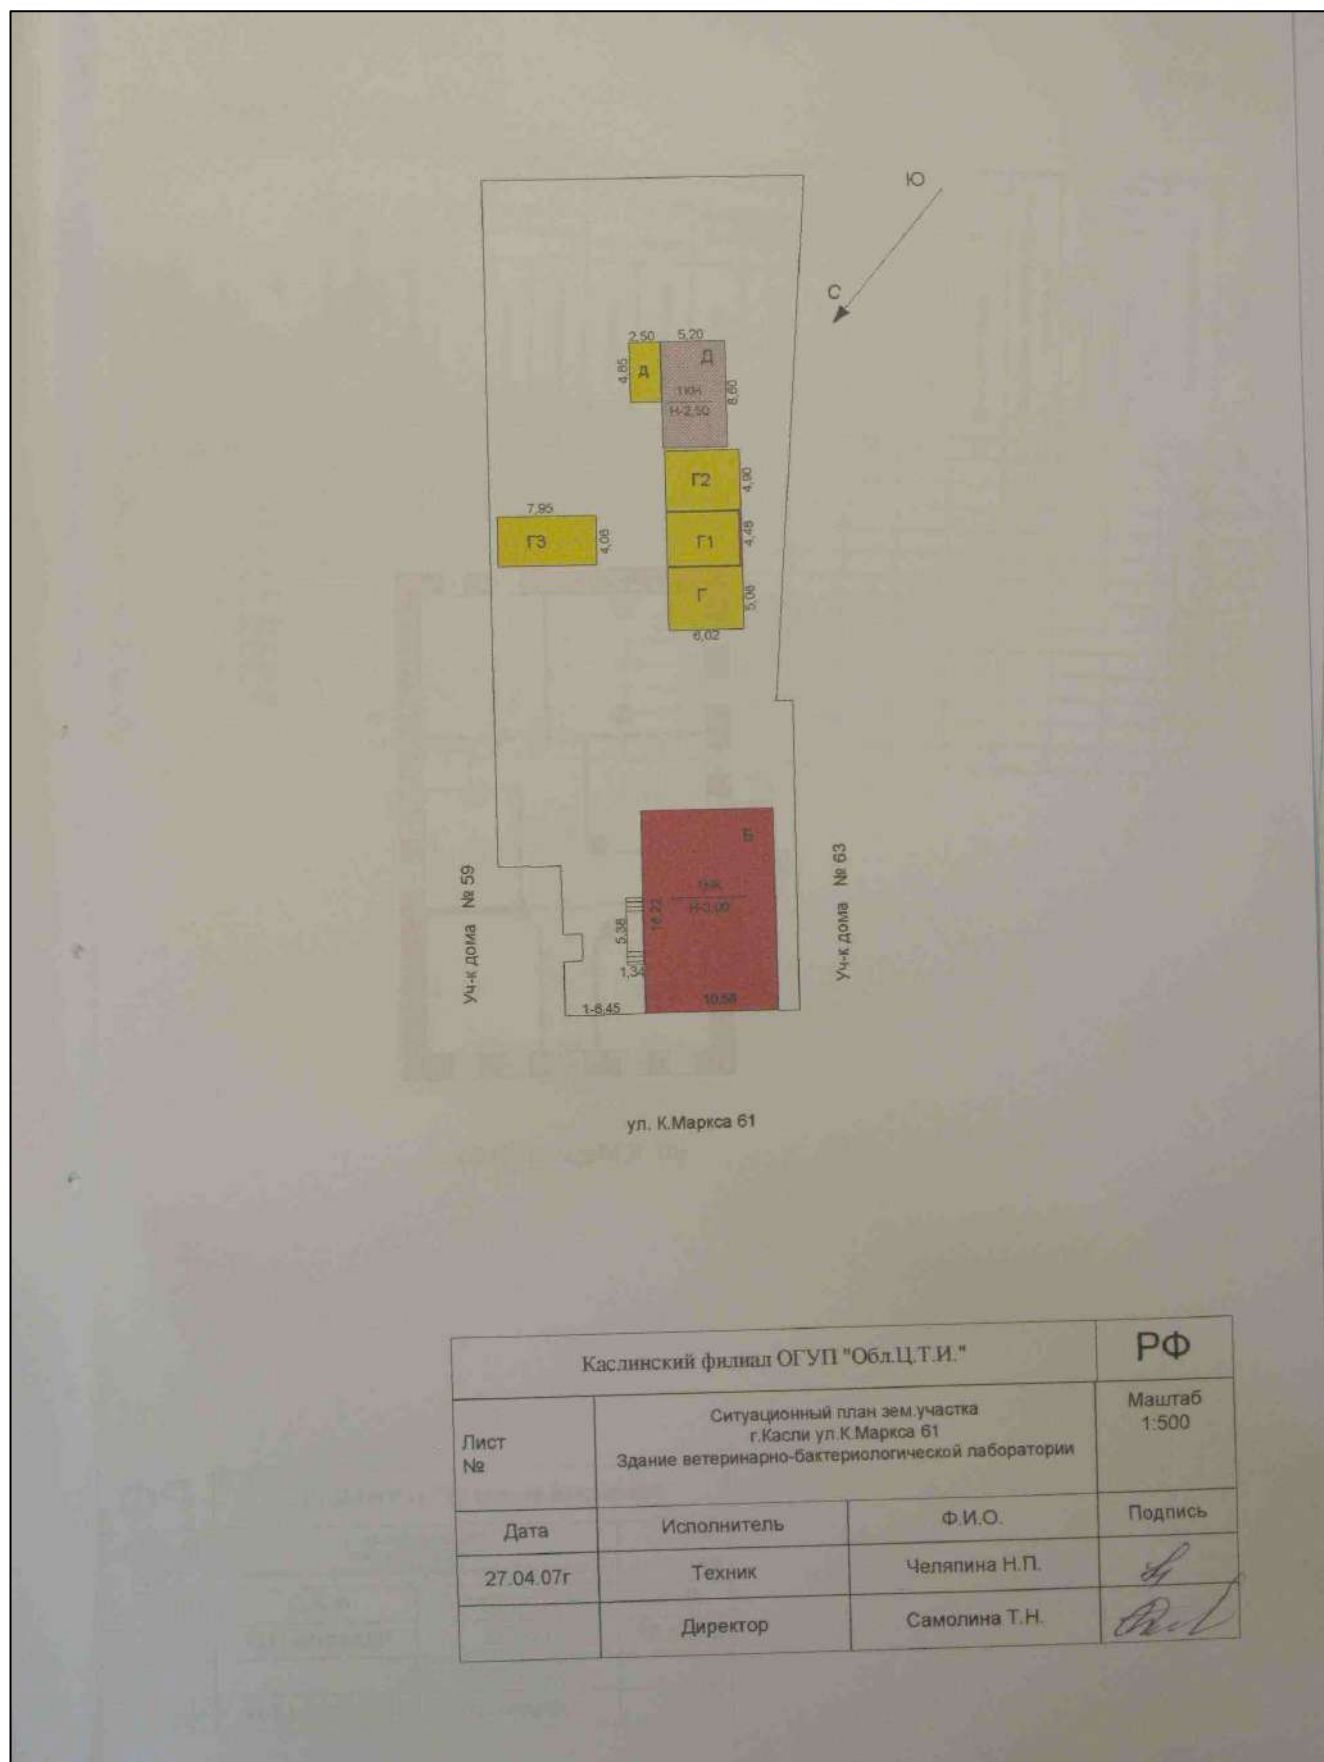 Ю
С
2,50 5,20
4,85
д
Д
1КН
Н-2,50
8,60
Г2
4,90
7,95
Г3
4,06
Г1
4,48
Г
5,08
6,02
Б
Уч-к дома № 59
Уч-к дома № 63
Н-3,00
16,22
5,38
1,34
1-6,45
10,56
ул. К.Маркса 61
Каслинский филиал ОГУП "Обл.Ц.Т.И."
РФ
Лист
№
Ситуационный план зем.участка
г.Касли ул.К.Маркса 61
Здание ветеринарно-бактериологической лаборатории
Маштаб
1:500
Дата Исполнитель Ф.И.О. Подпись
27.04.07г Техник Челяпина Н.П.
Директор Самолина Т.Н.